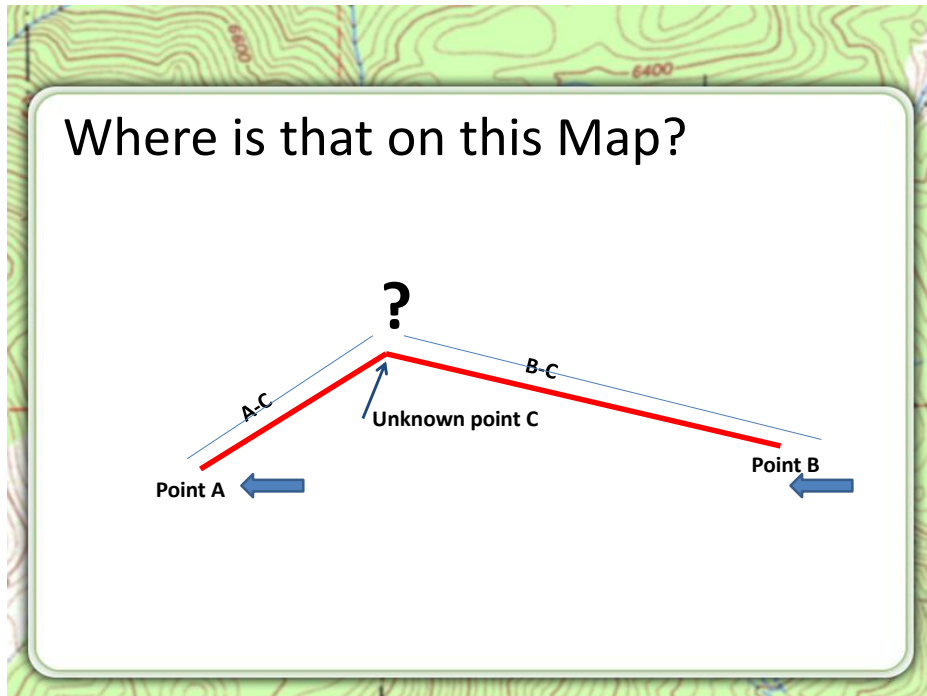 6600
6400
Where is that on this Map?
?
A-C
B-C
Unknown point C
Point A
Point B